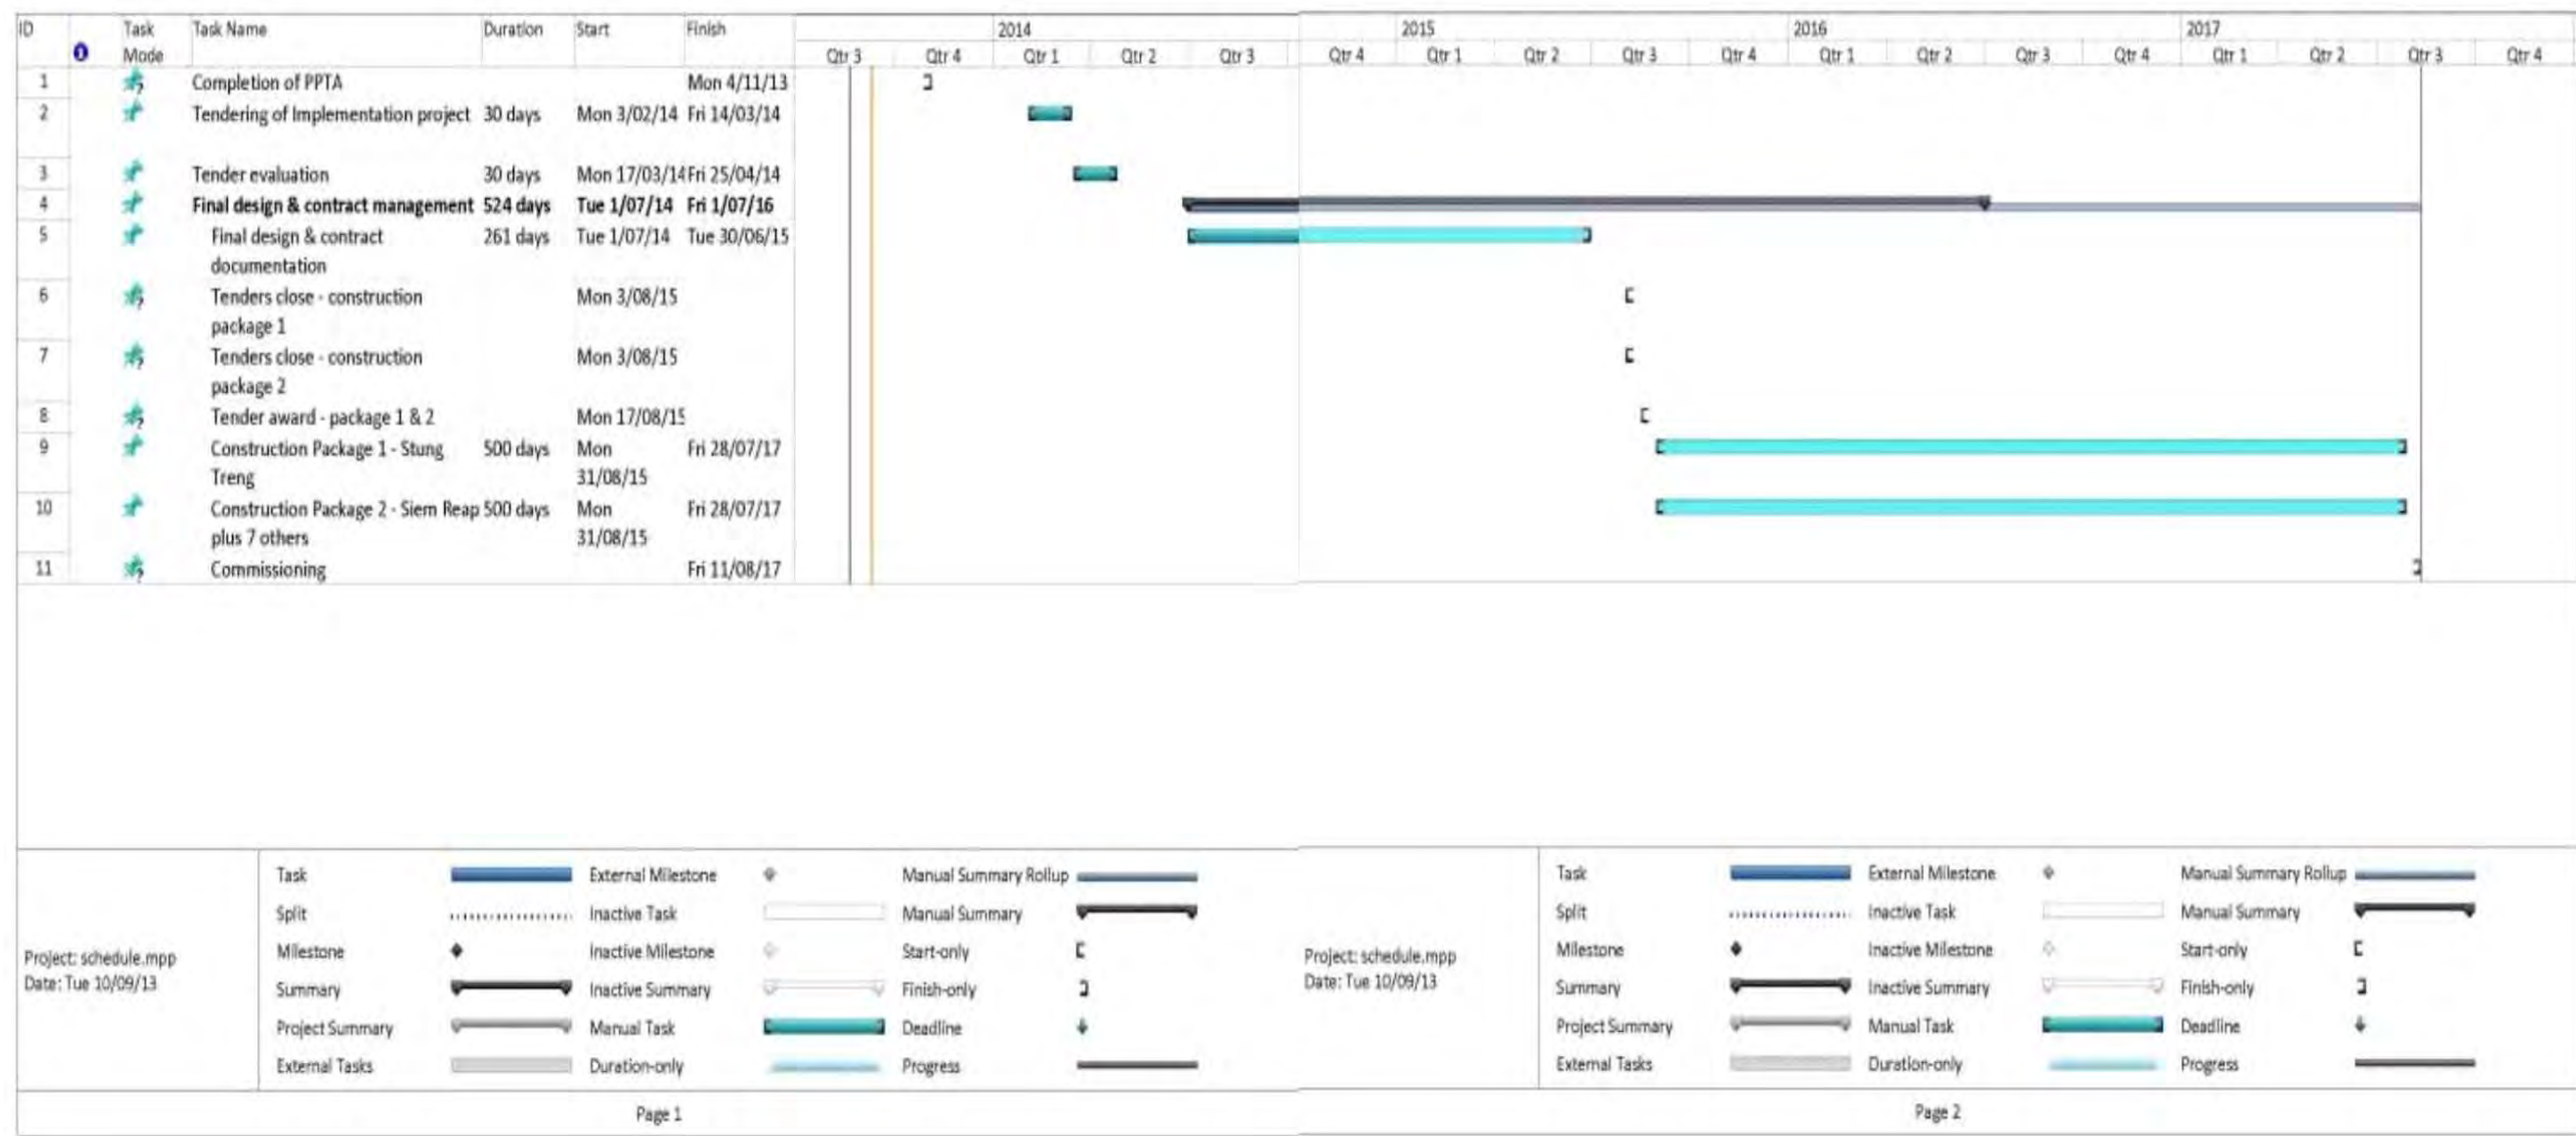 ID Task Mode Task Name Duration Start Finish
2014 2015 2016 2017
Qtr 3 Qtr 4 Qtr 1 Qtr 2 Qtr 3 Qtr 4 Qtr 1 Qtr 2 Qtr 3 Qtr 4 Qtr 1 Qtr 2 Qtr 3 Qtr 4 Qtr 1 Qtr 2 Qtr 3 Qtr 4
1 Completion of PPTA Mon 4/11/13
2 Tendering of Implementation project 30 days Mon 3/02/14 Fri 14/03/14
3 Tender evaluation 30 days Mon 17/03/14 Fri 25/04/14
4 Final design & contract management 524 days Tue 1/07/14 Fri 1/07/16
5 Final design & contract 261 days Tue 1/07/14 Tue 30/06/15
documentation
6 Tenders close - construction Mon 3/08/15
package 1
7 Tenders close - construction Mon 3/08/15
package 2
8 Tender award - package 1 & 2 Mon 17/08/15
9 Construction Package 1 - Stung 500 days Mon Fri 28/07/17
Treng 31/08/15
10 Construction Package 2 - Siem Reap 500 days Mon Fri 28/07/17
plus 7 others 31/08/15
11 Commissioning Fri 11/08/17
Project: schedule.mpp
Date: Tue 10/09/13
Task External Milestone Manual Summary Rollup
Split Inactive Task Manual Summary
Milestone Inactive Milestone Start-only
Summary Inactive Summary Finish-only
Project Summary Manual Task Deadline
External Tasks Duration-only Progress
Page 1
Project: schedule.mpp
Date: Tue 10/09/13
Task External Milestone Manual Summary Rollup
Split Inactive Task Manual Summary
Milestone Inactive Milestone Start-only
Summary Inactive Summary Finish-only
Project Summary Manual Task Deadline
External Tasks Duration-only Progress
Page 2